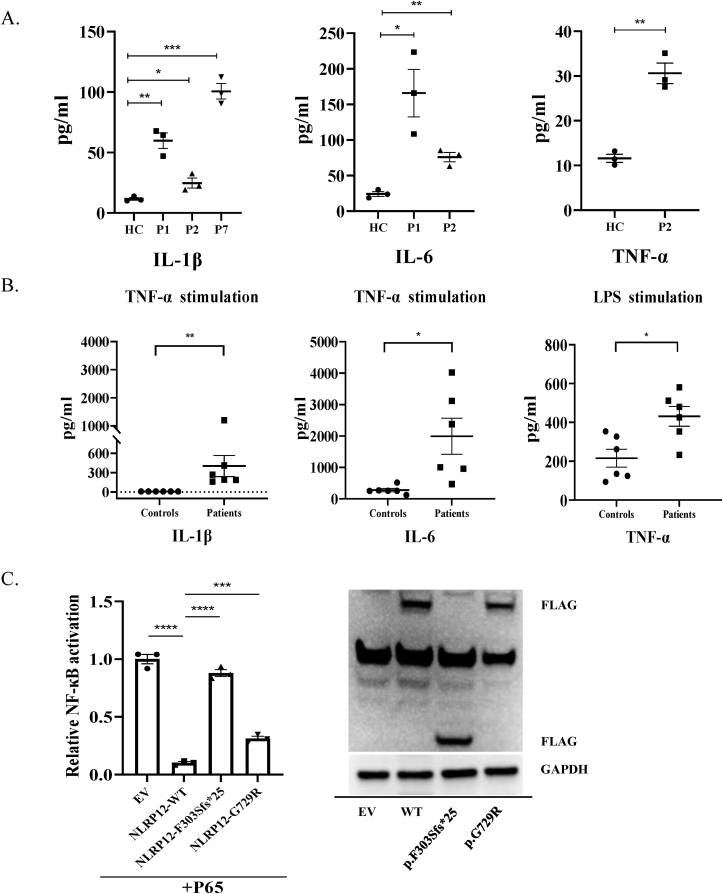 A.
*** 
*
**
pg/ml
150
100
50
0
HC P1 P2 P7
IL-1β
**
*
pg/ml
250
200
150
100
50
0
HC P1 P2
IL-6
**
pg/ml
40
30
20
10
0
HC P2
TNF-α
B.
TNF-α stimulation
**
pg/ml
4000
3000
2000
1000
600
300
0
Controls Patients
IL-1β
TNF-α stimulation
*
pg/ml
5000
4000
3000
2000
1000
0
Controls Patients
IL-6
LPS stimulation
*
pg/ml
800
600
400
200
0
Controls Patients
TNF-α
C.
***
****
****
Relative NF-κB activation
1.5
1.0
0.5
0.0
EV
NLRP12-WT
NLRP12-F303Sfs*25
NLRP12-G729R
+P65
FLAG
FLAG
GAPDH
EV
WT
p.F303Sfs*25
p.G729R